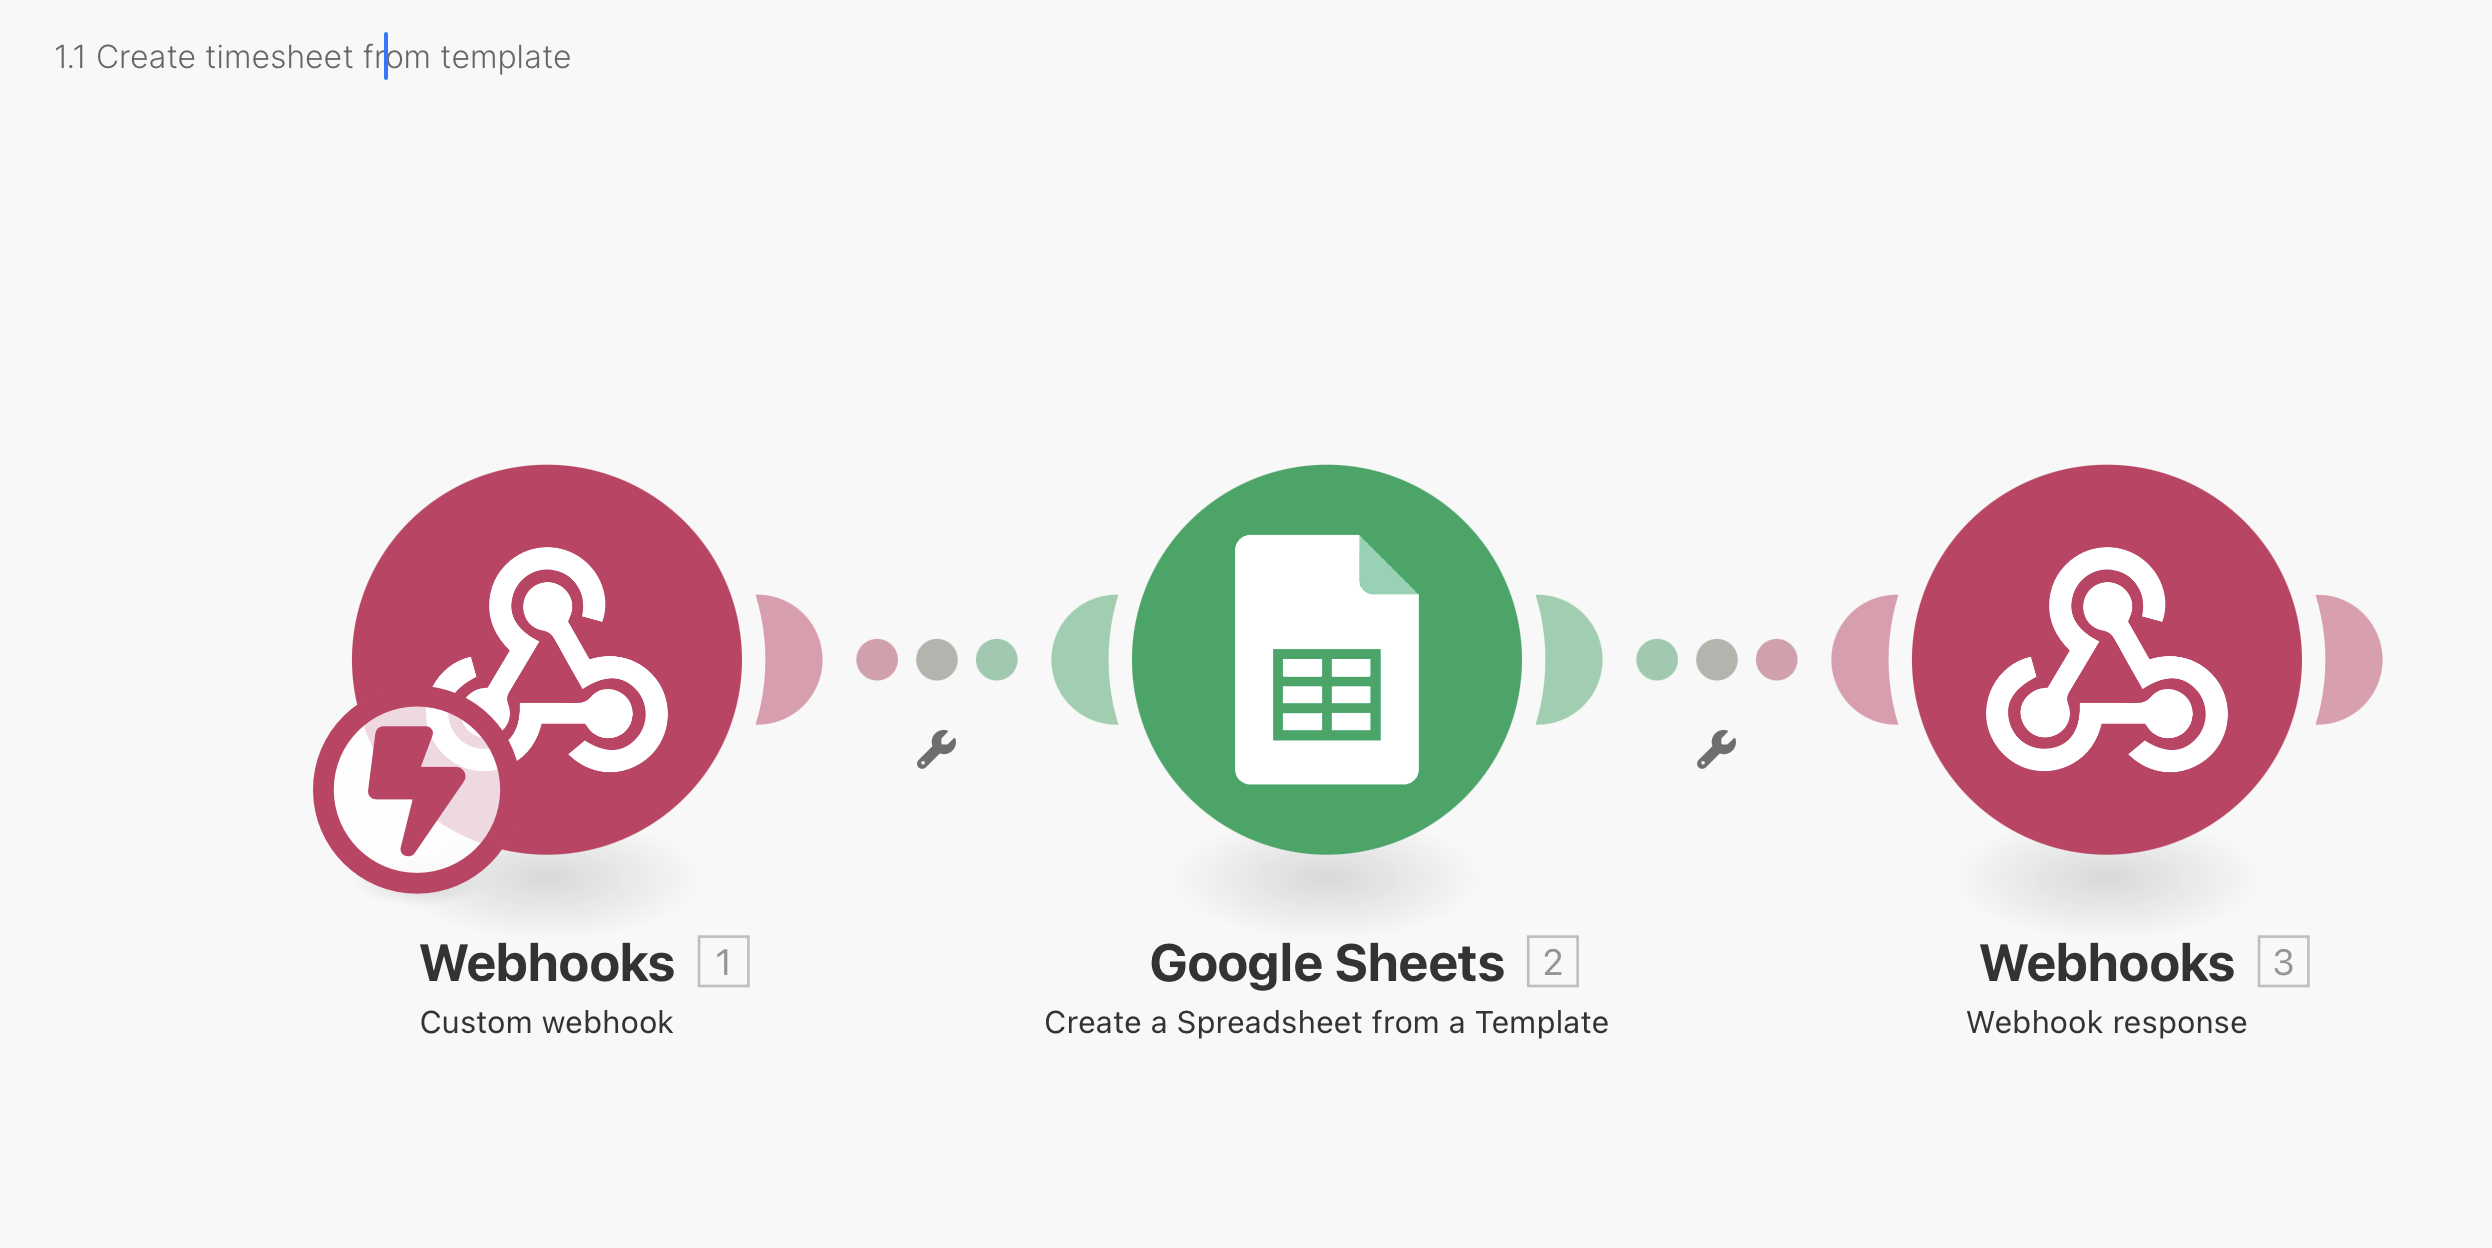 1.1 Create timesheet from template
Webhooks 1
Custom webhook
Google Sheets 2
Create a Spreadsheet from a Template
Webhooks 3
Webhook response